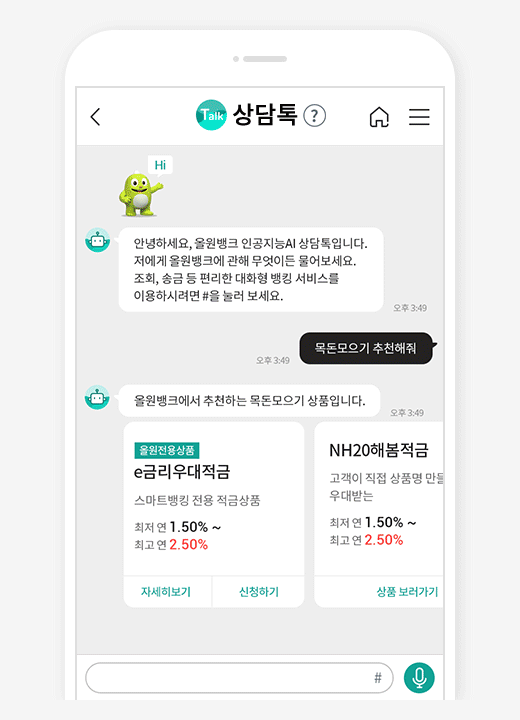 Talk 상담톡 ?
Hi
안녕하세요, 올원뱅크 인공지능AI 상담톡입니다.
저에게 올원뱅크에 관해 무엇이든 물어보세요.
조회, 송금 등 편리한 대화형 뱅킹 서비스를
이용하시려면 #을 눌러 보세요.
오후 3:49
목돈모으기 추천해줘
오후 3:49
올원뱅크에서 추천하는 목돈모으기 상품입니다.
오후 3:49
올원전용상품
e금리우대적금
스마트뱅킹 전용 적금상품
최저 연 1.50% ~
최고 연 2.50%
자세히보기 신청하기
NH20해봄적금
고객이 직접 상품명 만들
우대받는
최저 연 1.50% ~
최고 연 2.50%
상품 보러가기
#